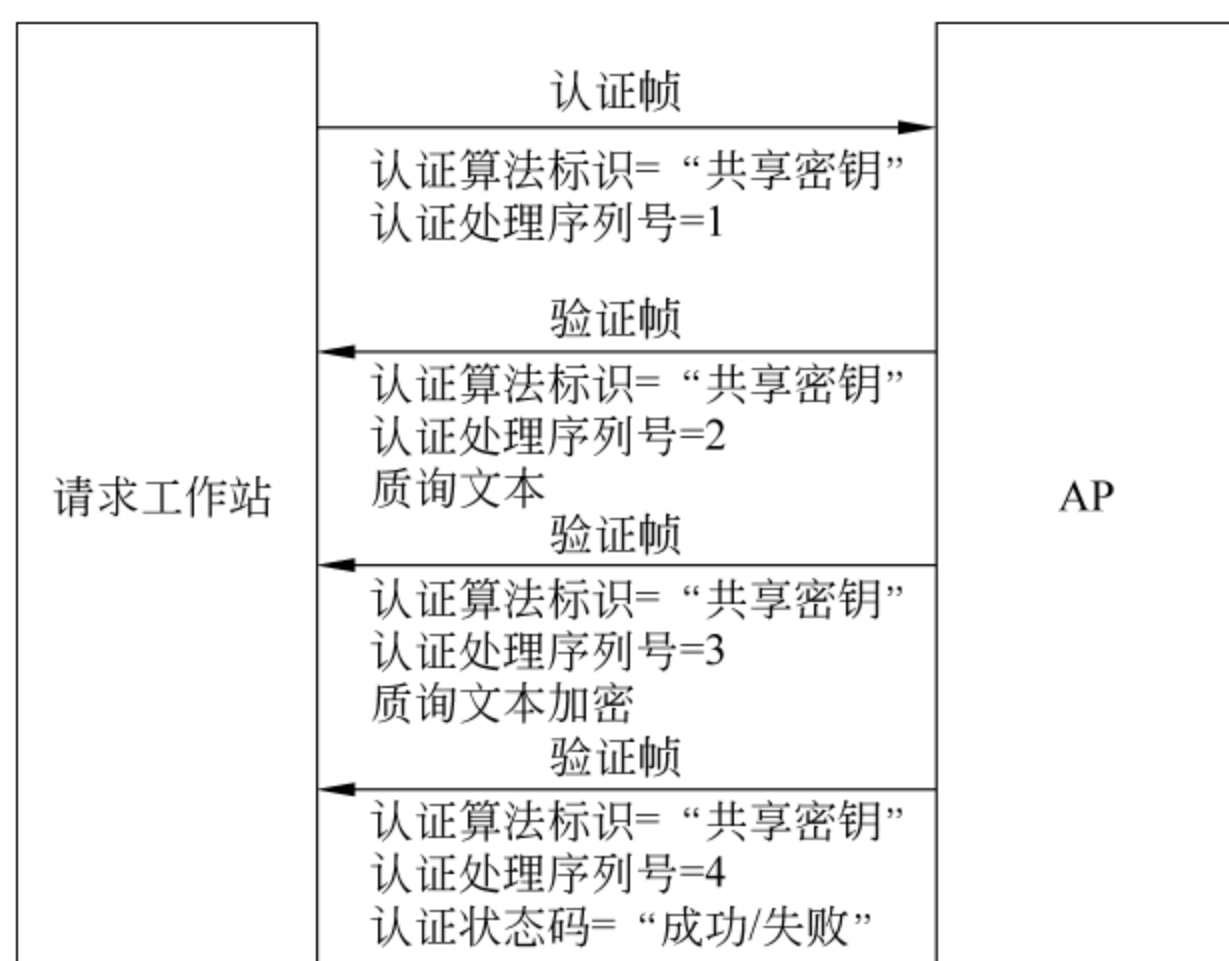 认证帧
认证算法标识=“共享密钥”
认证处理序列号=1
验证帧
认证算法标识=“共享密钥”
认证处理序列号=2
质询文本
请求工作站
AP
验证帧
认证算法标识=“共享密钥”
认证处理序列号=3
质询文本加密
验证帧
认证算法标识=“共享密钥”
认证处理序列号=4
认证状态码=“成功/失败”